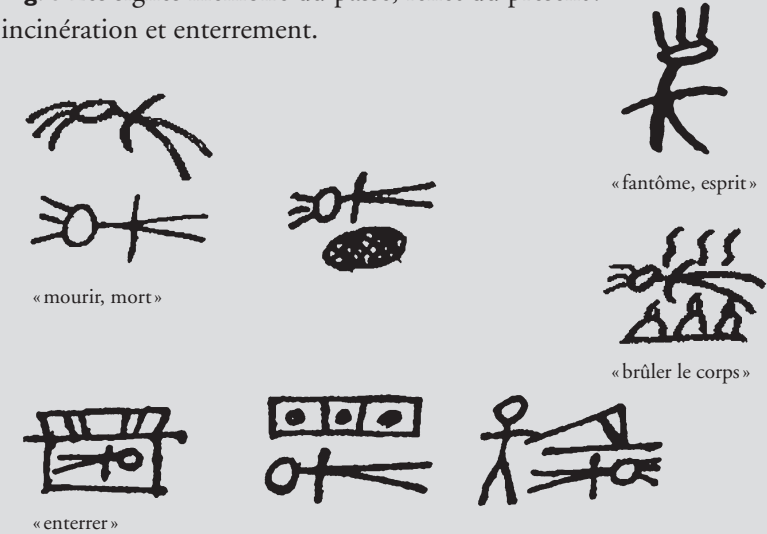 incinération et enterrement.
«fantôme, esprit»
«mourir, mort»
«brûler le corps»
«enterrer»